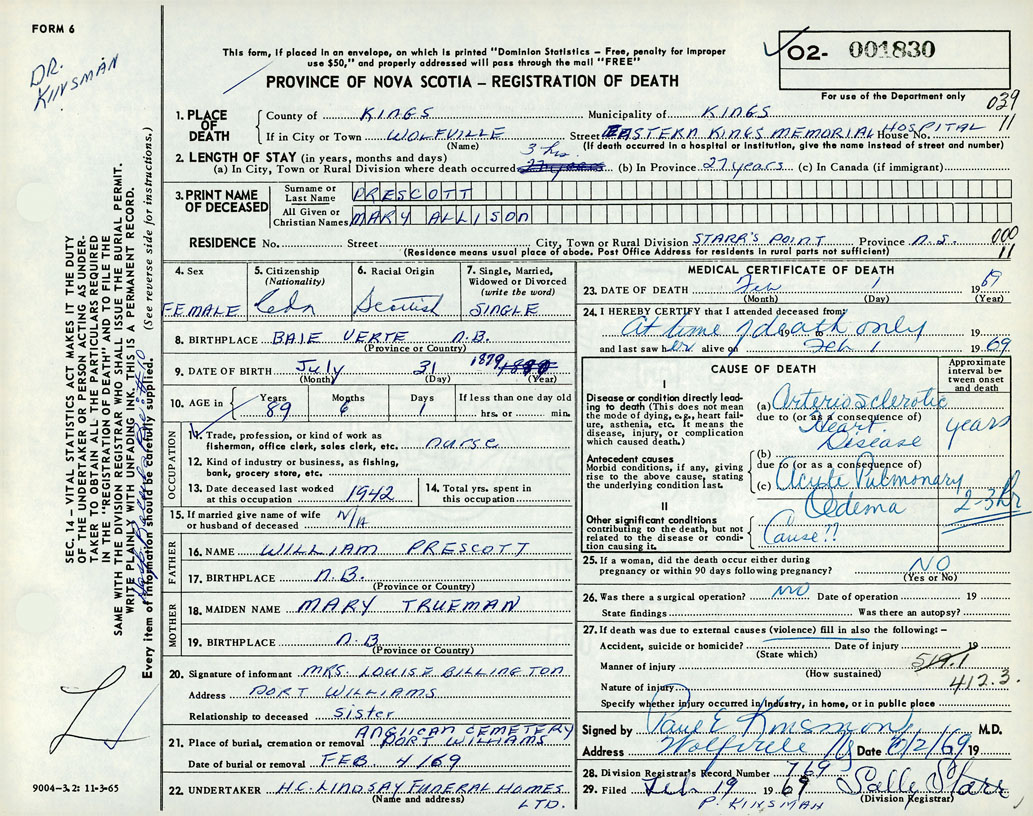 FORM 6
DR. KINSMAN
This form, if placed in an envelope, on which is printed "Dominion Statistics – Free, penalty for improper
use $50," and properly addressed will pass through the mail "FREE"
02- 001830
PROVINCE OF NOVA SCOTIA – REGISTRATION OF DEATH
For use of the Department only
039
11
1. PLACE OF DEATH
County of KINGS Municipality of KINGS
If in City or Town WOLFVILLE Street EASTERN KINGS MEMORIAL House No. HOSPITAL
(Name) (If death occurred in a hospital or institution, give the name instead of street and number)
2. LENGTH OF STAY (in years, months and days) 3 hrs
(a) In City, Town or Rural Division where death occurred 27 years (b) In Province 27 years (c) In Canada (if immigrant)
3. PRINT NAME OF DECEASED
Surname or Last Name PRESCOTT
All Given or Christian Names MARY ALLISON
RESIDENCE No. Street City, Town or Rural Division STARR'S POINT Province N.S. 000
(Residence means usual place of abode. Post Office Address for residents in rural parts not sufficient) 11
4. Sex FEMALE
5. Citizenship (Nationality) Cdn
6. Racial Origin Scottish
7. Single, Married, Widowed or Divorced (write the word) SINGLE
8. BIRTHPLACE BAIE VERTE N.B.
(Province or Country)
9. DATE OF BIRTH July 31 1879 1880
(Month) (Day) (Year)
10. AGE in Years 89 Months 6 Days 1 If less than one day old hrs. or min.
OCCUPATION
11. Trade, profession, or kind of work as
fisherman, office clerk, sales clerk, etc. nurse
12. Kind of industry or business, as fishing,
bank, grocery store, etc.
13. Date deceased last worked
at this occupation 1942
14. Total yrs. spent in
this occupation
15. If married give name of wife
or husband of deceased N/A
FATHER
16. NAME WILLIAM PRESCOTT
17. BIRTHPLACE N.B.
(Province or Country)
MOTHER
18. MAIDEN NAME MARY TRUEMAN
19. BIRTHPLACE N.B
(Province or Country)
20. Signature of informant MRS. LOUISE BILLINGTON
Address PORT WILLIAMS
Relationship to deceased sister
ANGLICAN CEMETERY
21. Place of burial, cremation or removal PORT WILLIAMS
Date of burial or removal FEB 4/69
22. UNDERTAKER H.C. LINDSAY FUNERAL HOMES LTD.
(Name and address)
MEDICAL CERTIFICATE OF DEATH
23. DATE OF DEATH Feb 1 1969
(Month) (Day) (Year)
24. I HEREBY CERTIFY that I attended deceased from:
At time of death only 19 to 19
and last saw her alive on Feb 1 1969
CAUSE OF DEATH
Approximate interval between onset and death
I
Disease or condition directly leading to death (This does not mean the mode of dying, e.g., heart failure, asthenia, etc. It means the disease, injury, or complication which caused death.)
(a) Arteriosclerotic
due to (or as a consequence of)
Heart Disease years
Antecedent causes
Morbid conditions, if any, giving rise to the above cause, stating the underlying condition last.
(b)
due to (or as a consequence of)
(c) Acute Pulmonary
Oedema 2-3 hr
II
Other significant conditions
contributing to the death, but not related to the disease or condition causing it.
Cause??
25. If a woman, did the death occur either during
pregnancy or within 90 days following pregnancy? NO
(Yes or No)
26. Was there a surgical operation? NO Date of operation 19
State findings Was there an autopsy?
27. If death was due to external causes (violence) fill in also the following: –
Accident, suicide or homicide? Date of injury 19
(State which)
Manner of injury 519.1
(How sustained)
412.3
Nature of injury
Specify whether injury occurred in industry, in home, or in public place
Signed by Paul E Kinsman M.D.
Address Wolfville NS Date 6/2/69 19
28. Division Registrar's Record Number 769
29. Filed Feb 19 1969 Sally Starr
P. KINSMAN (Division Registrar)
SEC. 14 – VITAL STATISTICS ACT MAKES IT THE DUTY
OF THE UNDERTAKER OR PERSON ACTING AS UNDER-
TAKER TO OBTAIN ALL THE PARTICULARS REQUIRED
IN THE "REGISTRATION OF DEATH" AND TO FILE THE
SAME WITH THE DIVISION REGISTRAR WHO SHALL ISSUE THE BURIAL PERMIT.
WRITE PLAINLY WITH UNFADING INK. THIS IS A PERMANENT RECORD.
Every item of information should be carefully supplied. (See reverse side for instructions.)
9004-3.2: 11-3-65